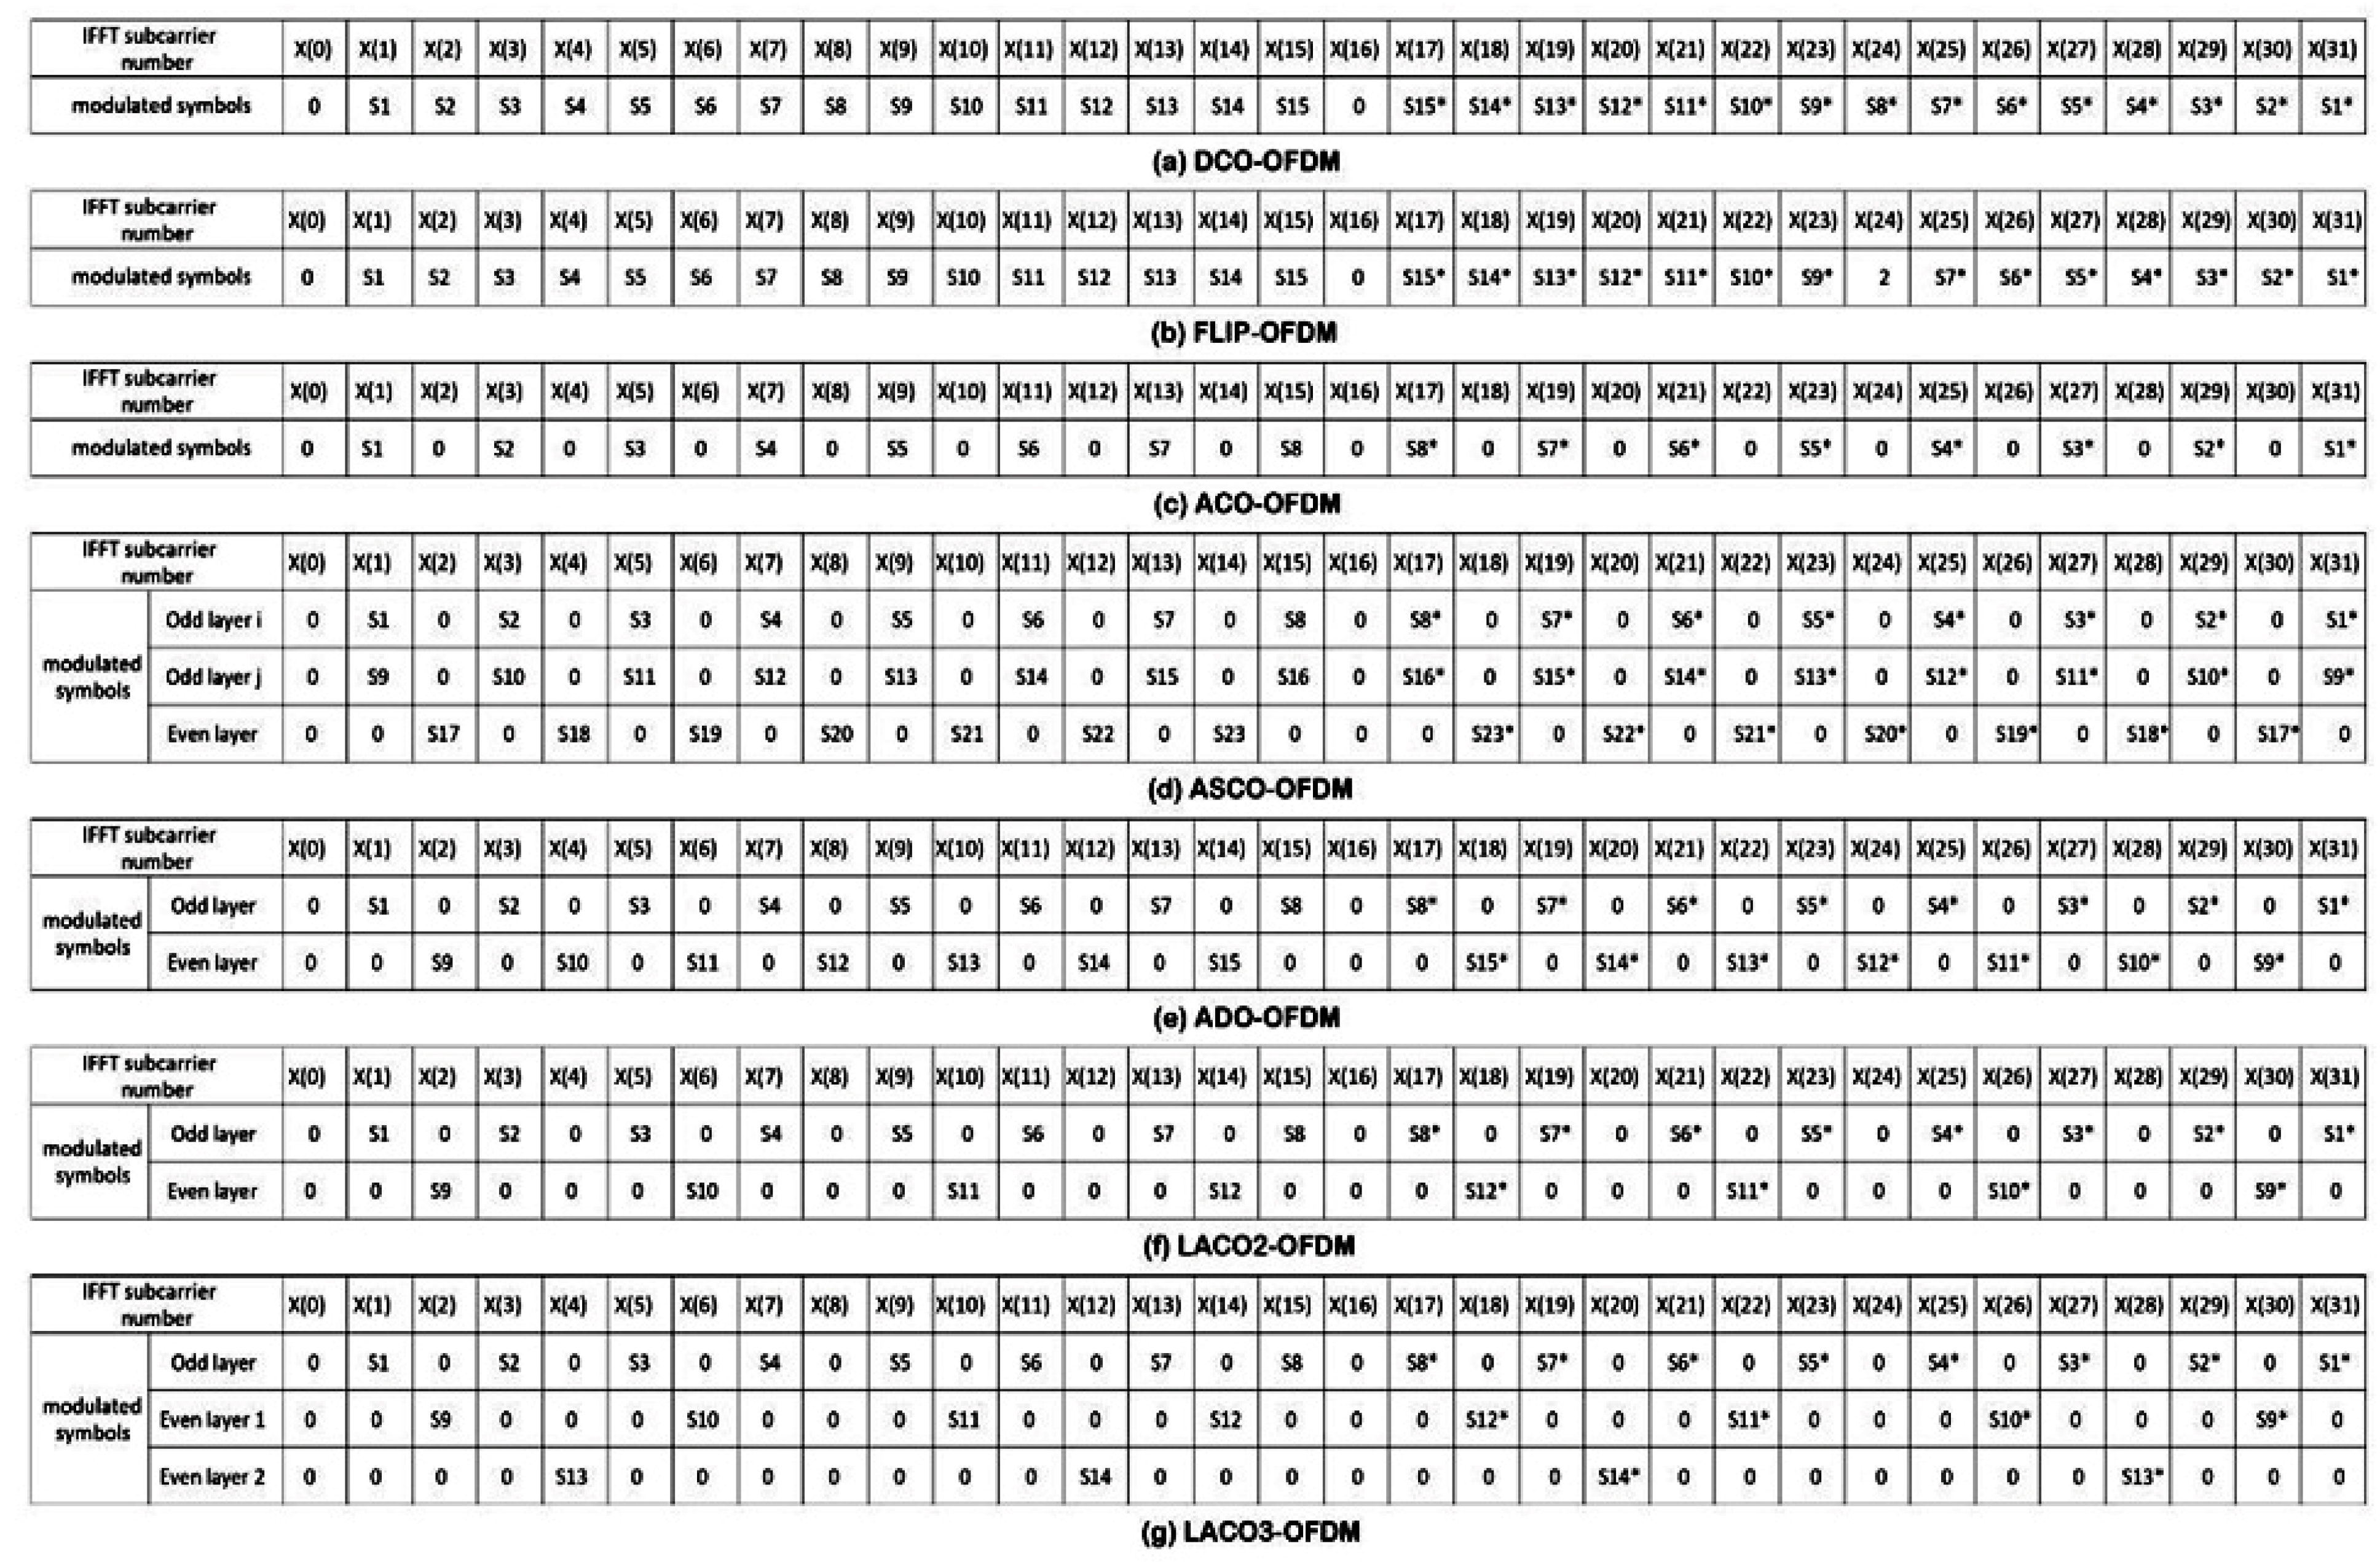 IFFT subcarrier number X(0) X(1) X(2) X(3) X(4) X(5) X(6) X(7) X(8) X(9) X(10) X(11) X(12) X(13) X(14) X(15) X(16) X(17) X(18) X(19) X(20) X(21) X(22) X(23) X(24) X(25) X(26) X(27) X(28) X(29) X(30) X(31)
modulated symbols 0 S1 S2 S3 S4 S5 S6 S7 S8 S9 S10 S11 S12 S13 S14 S15 0 S15* S14* S13* S12* S11* S10* S9* S8* S7* S6* S5* S4* S3* S2* S1*
(a) DCO-OFDM
IFFT subcarrier number X(0) X(1) X(2) X(3) X(4) X(5) X(6) X(7) X(8) X(9) X(10) X(11) X(12) X(13) X(14) X(15) X(16) X(17) X(18) X(19) X(20) X(21) X(22) X(23) X(24) X(25) X(26) X(27) X(28) X(29) X(30) X(31)
modulated symbols 0 S1 S2 S3 S4 S5 S6 S7 S8 S9 S10 S11 S12 S13 S14 S15 0 S15* S14* S13* S12* S11* S10* S9* 2 S7* S6* S5* S4* S3* S2* S1*
(b) FLIP-OFDM
IFFT subcarrier number X(0) X(1) X(2) X(3) X(4) X(5) X(6) X(7) X(8) X(9) X(10) X(11) X(12) X(13) X(14) X(15) X(16) X(17) X(18) X(19) X(20) X(21) X(22) X(23) X(24) X(25) X(26) X(27) X(28) X(29) X(30) X(31)
modulated symbols 0 S1 0 S2 0 S3 0 S4 0 S5 0 S6 0 S7 0 S8 0 S8* 0 S7* 0 S6* 0 S5* 0 S4* 0 S3* 0 S2* 0 S1*
(c) ACO-OFDM
IFFT subcarrier number X(0) X(1) X(2) X(3) X(4) X(5) X(6) X(7) X(8) X(9) X(10) X(11) X(12) X(13) X(14) X(15) X(16) X(17) X(18) X(19) X(20) X(21) X(22) X(23) X(24) X(25) X(26) X(27) X(28) X(29) X(30) X(31)
modulated symbols
Odd layer i 0 S1 0 S2 0 S3 0 S4 0 S5 0 S6 0 S7 0 S8 0 S8* 0 S7* 0 S6* 0 S5* 0 S4* 0 S3* 0 S2* 0 S1*
Odd layer j 0 S9 0 S10 0 S11 0 S12 0 S13 0 S14 0 S15 0 S16 0 S16* 0 S15* 0 S14* 0 S13* 0 S12* 0 S11* 0 S10* 0 S9*
Even layer 0 0 S17 0 S18 0 S19 0 S20 0 S21 0 S22 0 S23 0 0 0 S23* 0 S22* 0 S21* 0 S20* 0 S19* 0 S18* 0 S17* 0
(d) ASCO-OFDM
IFFT subcarrier number X(0) X(1) X(2) X(3) X(4) X(5) X(6) X(7) X(8) X(9) X(10) X(11) X(12) X(13) X(14) X(15) X(16) X(17) X(18) X(19) X(20) X(21) X(22) X(23) X(24) X(25) X(26) X(27) X(28) X(29) X(30) X(31)
modulated symbols
Odd layer 0 S1 0 S2 0 S3 0 S4 0 S5 0 S6 0 S7 0 S8 0 S8* 0 S7* 0 S6* 0 S5* 0 S4* 0 S3* 0 S2* 0 S1*
Even layer 0 0 S9 0 S10 0 S11 0 S12 0 S13 0 S14 0 S15 0 0 0 S15* 0 S14* 0 S13* 0 S12* 0 S11* 0 S10* 0 S9* 0
(e) ADO-OFDM
IFFT subcarrier number X(0) X(1) X(2) X(3) X(4) X(5) X(6) X(7) X(8) X(9) X(10) X(11) X(12) X(13) X(14) X(15) X(16) X(17) X(18) X(19) X(20) X(21) X(22) X(23) X(24) X(25) X(26) X(27) X(28) X(29) X(30) X(31)
modulated symbols
Odd layer 0 S1 0 S2 0 S3 0 S4 0 S5 0 S6 0 S7 0 S8 0 S8* 0 S7* 0 S6* 0 S5* 0 S4* 0 S3* 0 S2* 0 S1*
Even layer 0 0 S9 0 0 0 S10 0 0 0 S11 0 0 0 S12 0 0 0 S12* 0 0 0 S11* 0 0 0 S10* 0 0 0 S9* 0
(f) LACO2-OFDM
IFFT subcarrier number X(0) X(1) X(2) X(3) X(4) X(5) X(6) X(7) X(8) X(9) X(10) X(11) X(12) X(13) X(14) X(15) X(16) X(17) X(18) X(19) X(20) X(21) X(22) X(23) X(24) X(25) X(26) X(27) X(28) X(29) X(30) X(31)
modulated symbols
Odd layer 0 S1 0 S2 0 S3 0 S4 0 S5 0 S6 0 S7 0 S8 0 S8* 0 S7* 0 S6* 0 S5* 0 S4* 0 S3* 0 S2* 0 S1*
Even layer 1 0 0 S9 0 0 0 S10 0 0 0 S11 0 0 0 S12 0 0 0 S12* 0 0 0 S11* 0 0 0 S10* 0 0 0 S9* 0
Even layer 2 0 0 0 0 S13 0 0 0 0 0 0 0 S14 0 0 0 0 0 0 0 S14* 0 0 0 0 0 0 0 S13* 0 0 0
(g) LACO3-OFDM